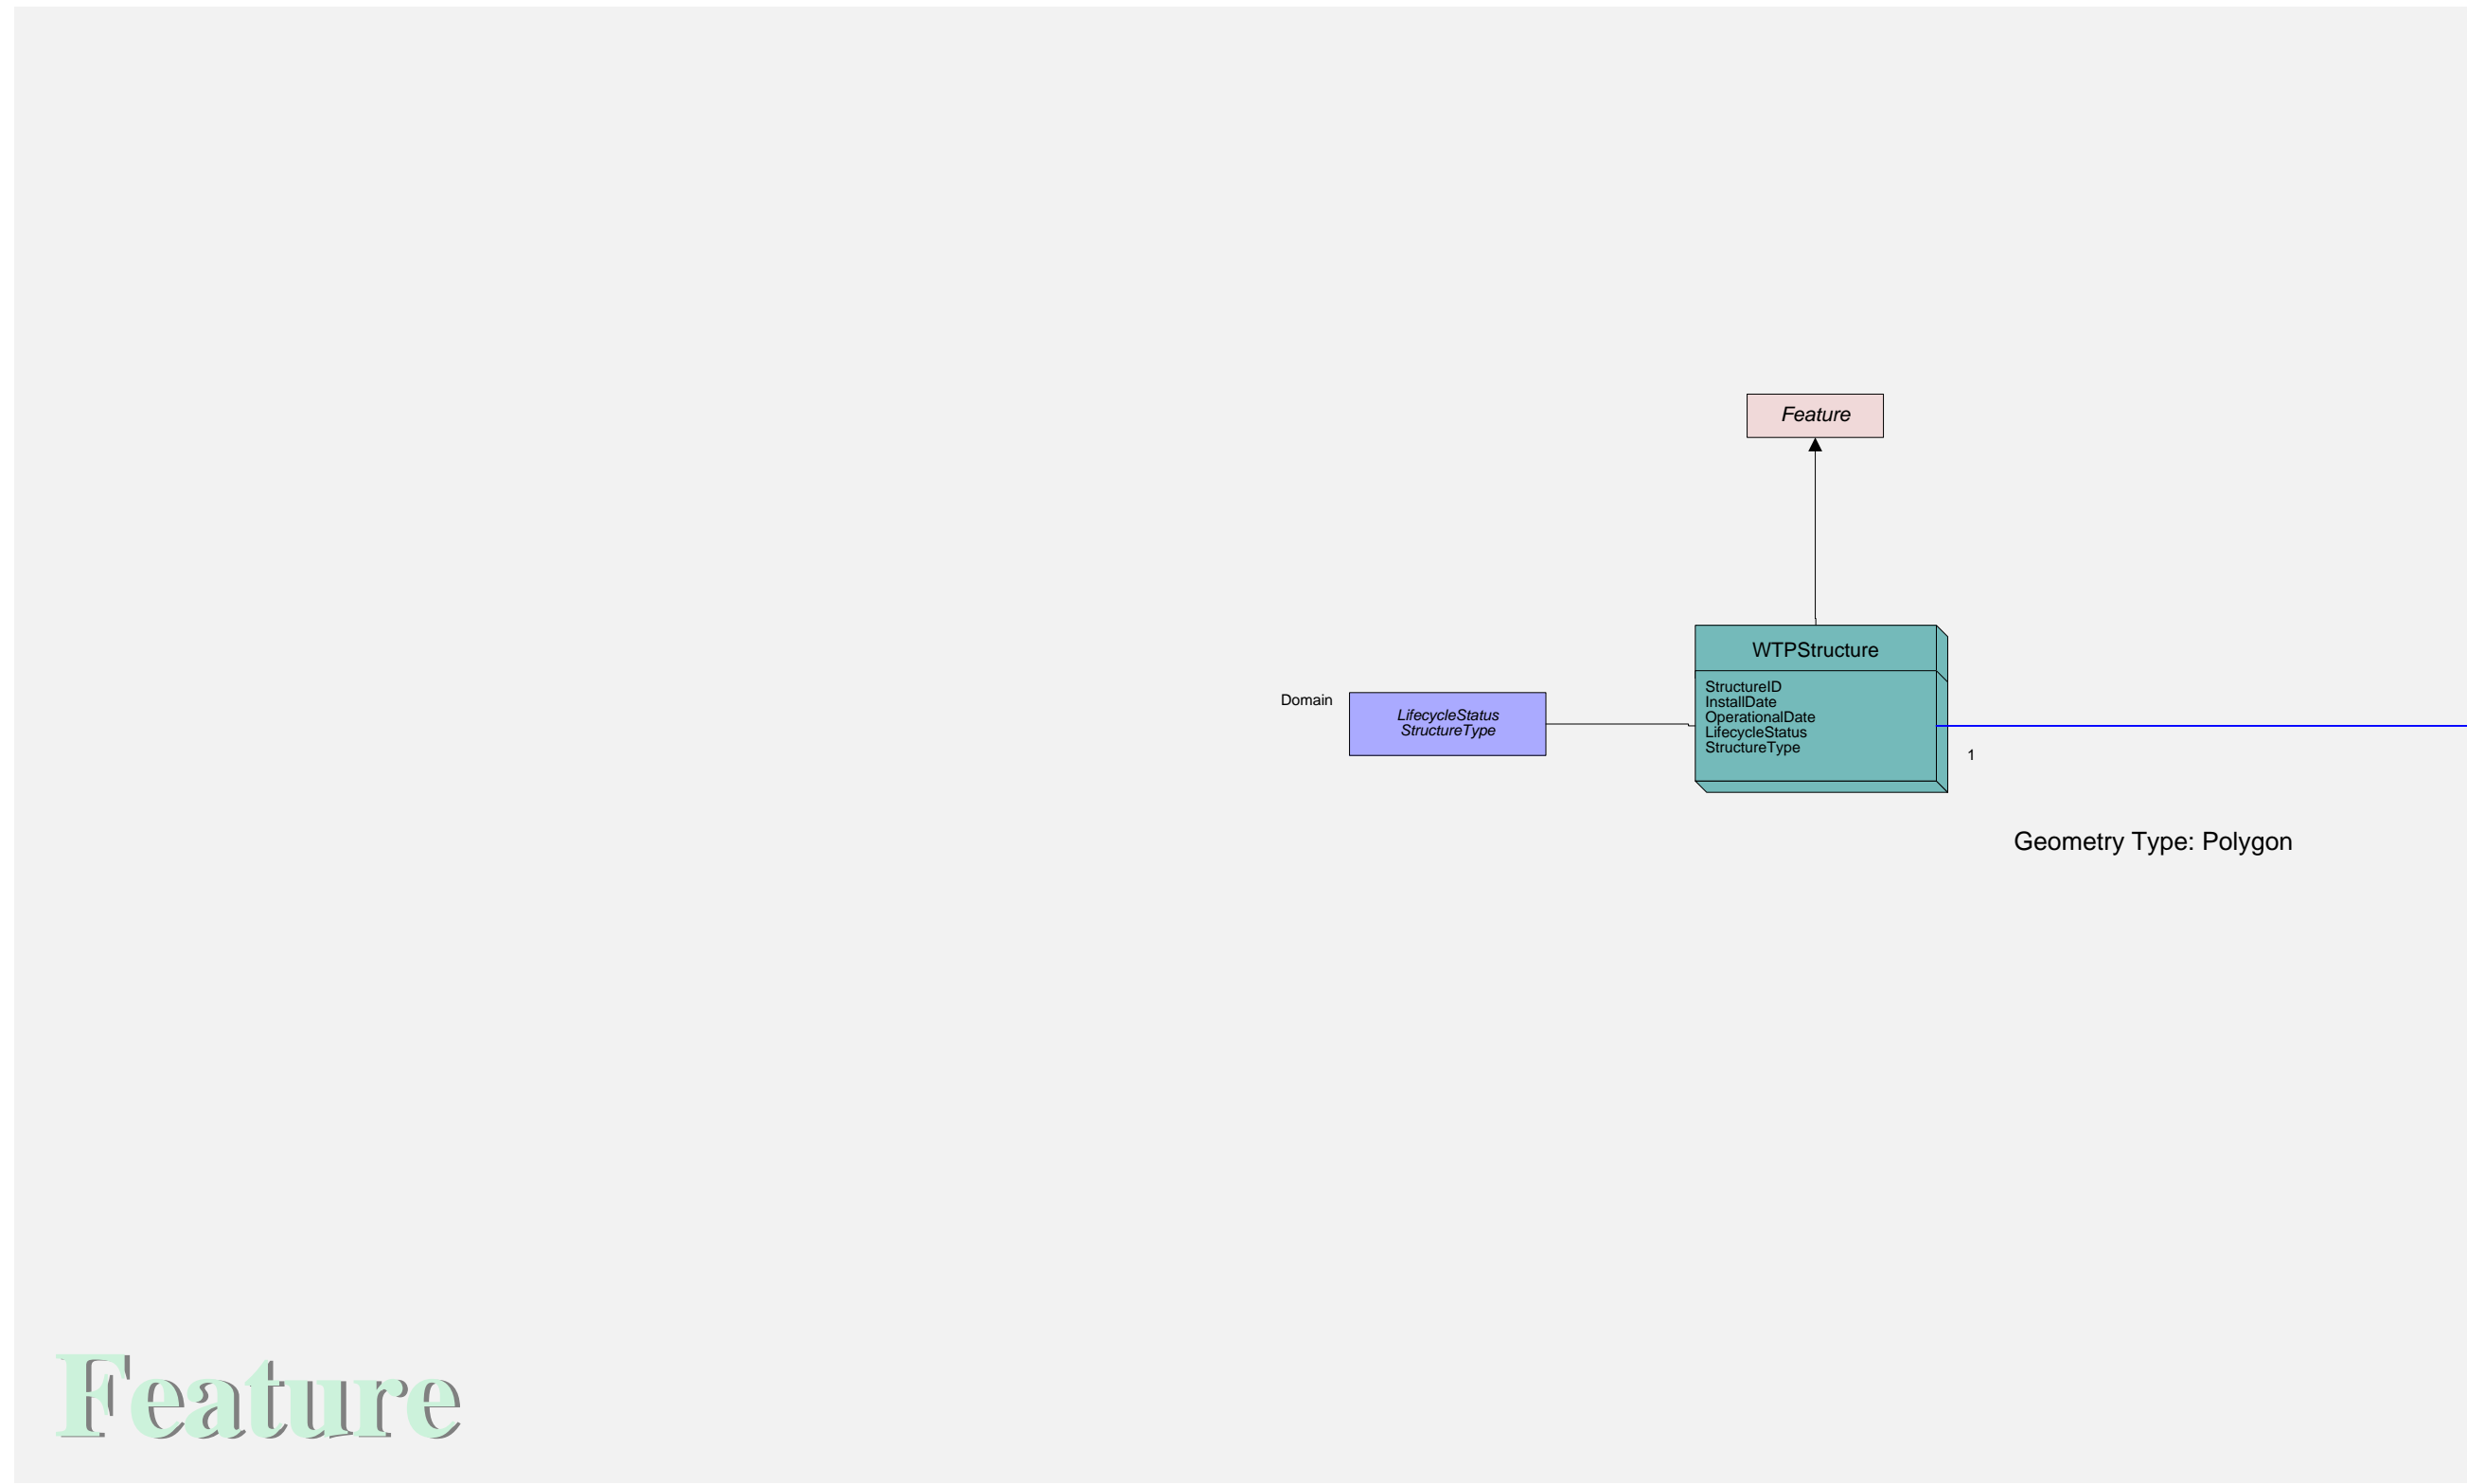 Feature
WTPStructure
StructureID
InstallDate
OperationalDate
LifecycleStatus
StructureType
Domain
LifecycleStatus
StructureType
1
Geometry Type: Polygon
Feature